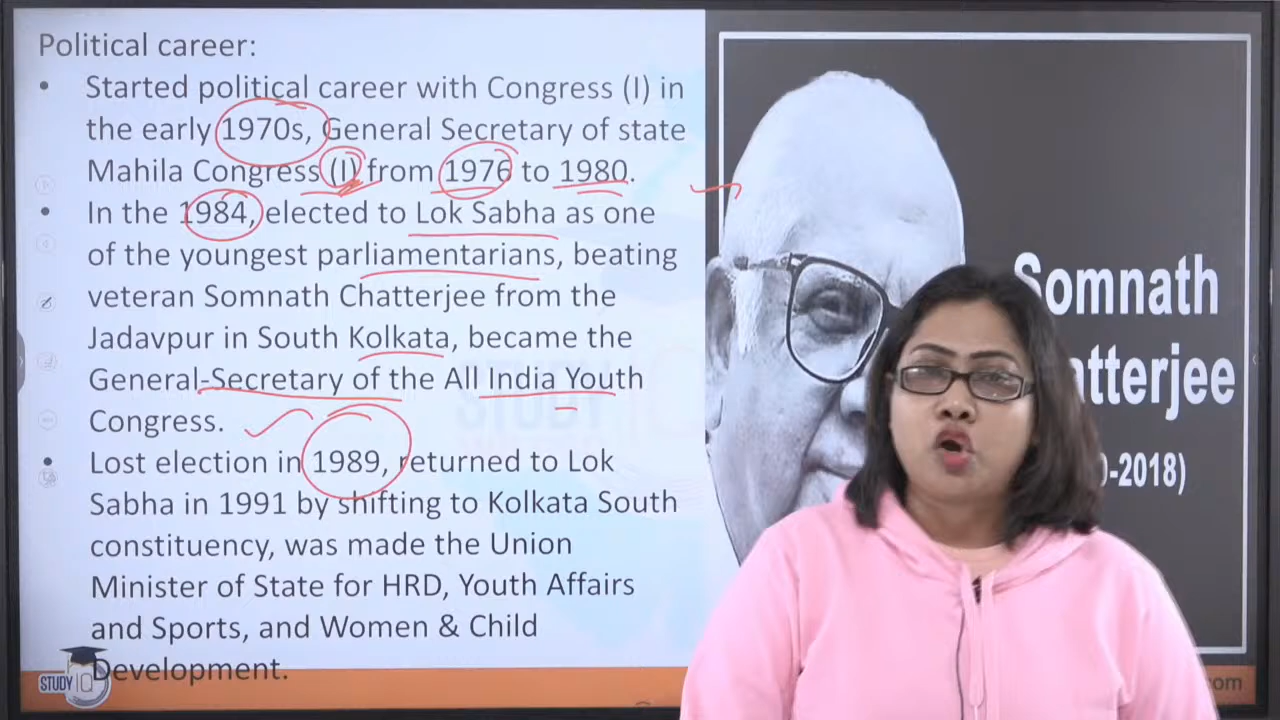 Political career:
• Started political career with Congress (I) in
the early 1970s, General Secretary of state
Mahila Congress (I) from 1976 to 1980.
• In the 1984, elected to Lok Sabha as one
of the youngest parliamentarians, beating
veteran Somnath Chatterjee from the
Jadavpur in South Kolkata, became the
General-Secretary of the All India Youth
Congress.
• Lost election in 1989, returned to Lok
Sabha in 1991 by shifting to Kolkata South
constituency, was made the Union
Minister of State for HRD, Youth Affairs
and Sports, and Women & Child
Development.
Somnath
atterjee
0-2018)
STUDY IQ
com